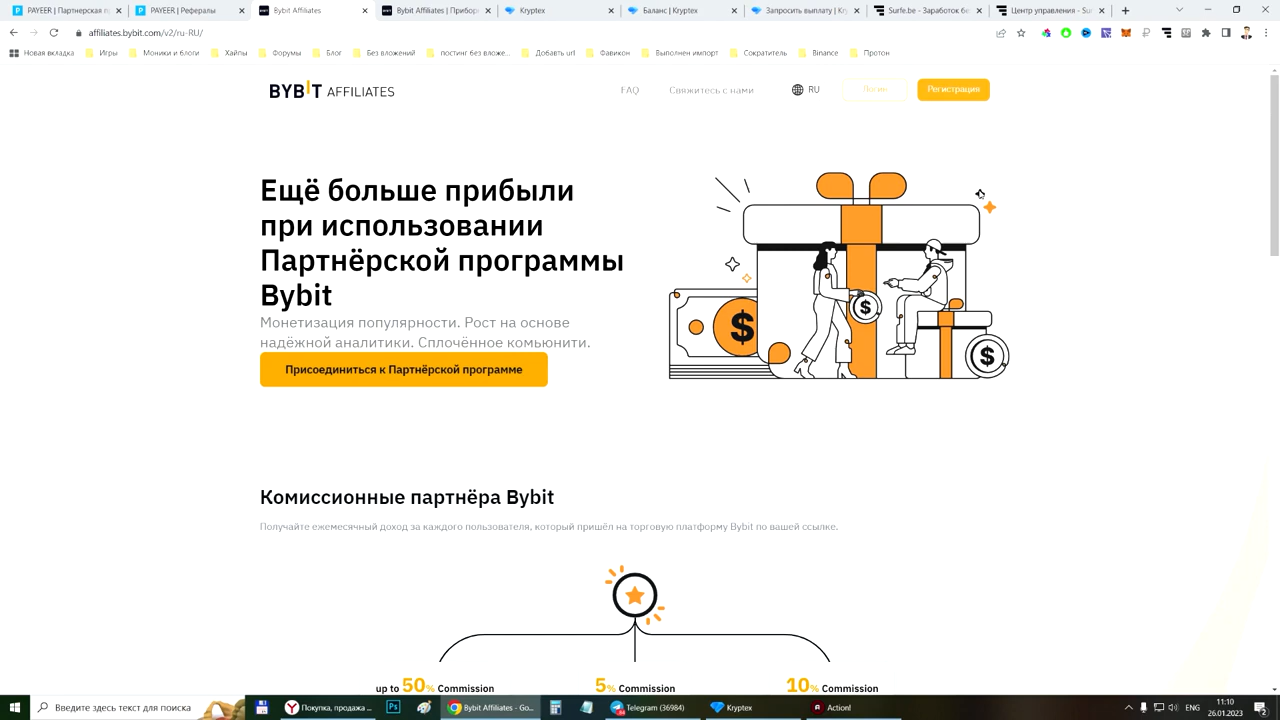 PAYEER | Партнерская п
PAYEER | Рефералы
Bybit Affiliates
Bybit Affiliates | Прибор
Kryptex
Баланс | Kryptex
Запросить выплату | Kr
Surfe.be - Заработок б
Центр управления - Su
affiliates.bybit.com/v2/ru-RU/
Новая вкладка
Игры
Моники и блоги
Хайпы
Форумы
Блог
Без вложений
постинг без вложе...
Добавть url
Фавикон
Выполнен импорт
Сократитель
Binance
Протон
BYBIT AFFILIATES
FAQ
Свяжитесь с нами
RU
Логин
Регистрация
Ещё больше прибыли
при использовании
Партнёрской программы
Bybit
Монетизация популярности. Рост на основе
надёжной аналитики. Сплочённое комьюнити.
Присоединиться к Партнёрской программе
$
$
$
Комиссионные партнёра Bybit
Получайте ежемесячный доход за каждого пользователя, который пришёл на торговую платформу Bybit по вашей ссылке.
up to 50% Commission
5% Commission
10% Commission
Введите здесь текст для поиска
Покупка, продажа ...
Ps
Bybit Affiliates - Go...
Telegram (36984)
Kryptex
Action!
ENG
11:10
26.01.2023
2